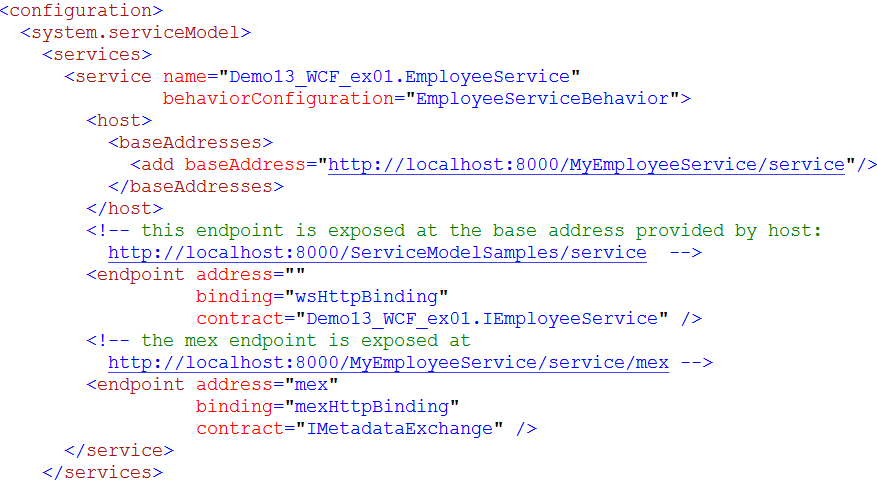 <configuration>
  <system.serviceModel>
    <services>
      <service name="Demo13_WCF_ex01.EmployeeService"
               behaviorConfiguration="EmployeeServiceBehavior">
        <host>
          <baseAddresses>
            <add baseAddress="http://localhost:8000/MyEmployeeService/service"/>
          </baseAddresses>
        </host>
        <!-- this endpoint is exposed at the base address provided by host:
          http://localhost:8000/ServiceModelSamples/service  -->
        <endpoint address=""
                  binding="wsHttpBinding"
                  contract="Demo13_WCF_ex01.IEmployeeService" />
        <!-- the mex endpoint is exposed at
          http://localhost:8000/MyEmployeeService/service/mex -->
        <endpoint address="mex"
                  binding="mexHttpBinding"
                  contract="IMetadataExchange" />
      </service>
    </services>